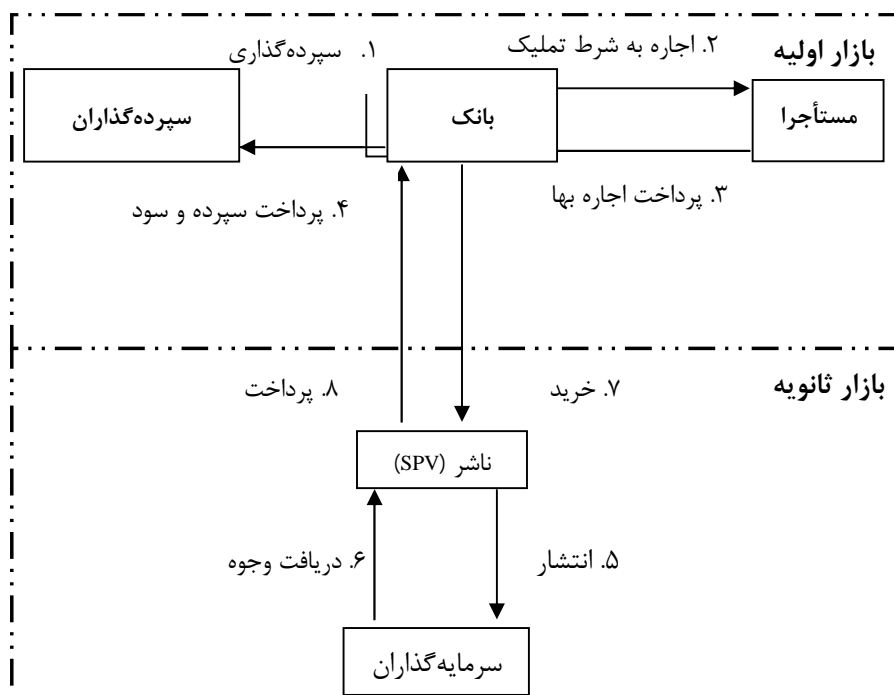 بازار اولیه
۲. اجاره به شرط تملیک
۱. سپرده‌گذاری
مستأجرا
بانک
سپرده‌گذاران
۳. پرداخت اجاره بها
۴. پرداخت سپرده و سود
بازار ثانویه
۷. خرید
۸. پرداخت
ناشر (SPV)
۵. انتشار
۶. دریافت وجوه
سرمایه‌گذاران